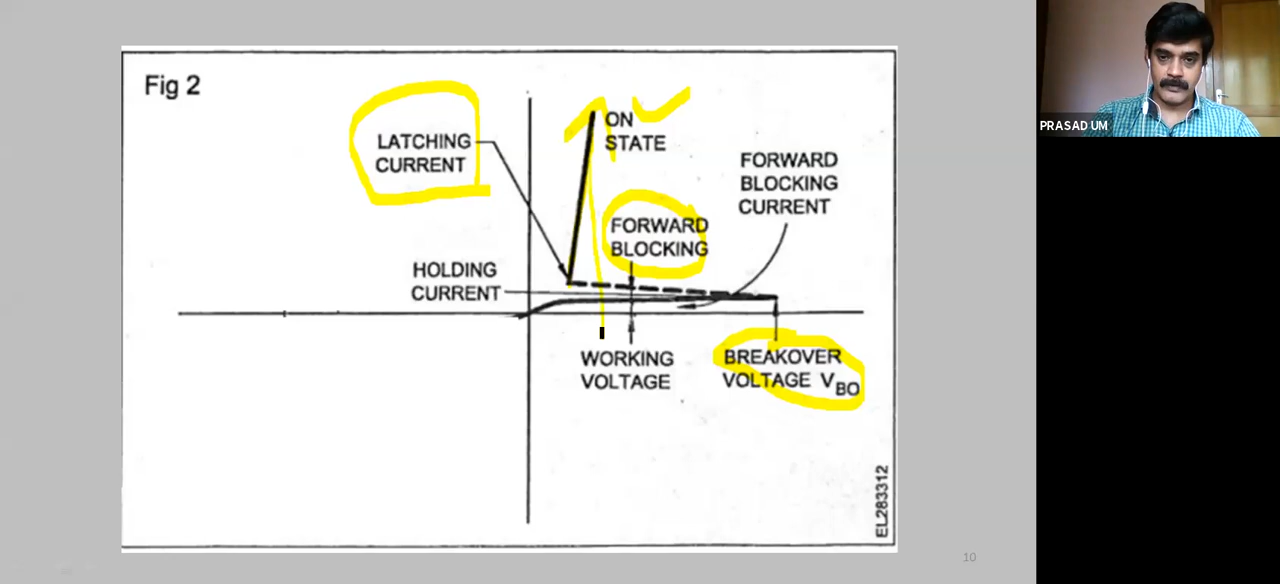 Fig 2
LATCHING
CURRENT
ON
STATE
FORWARD
BLOCKING
CURRENT
FORWARD
BLOCKING
HOLDING
CURRENT
WORKING
VOLTAGE
BREAKOVER
VOLTAGE VBO
EL283312
10
PRASAD UM